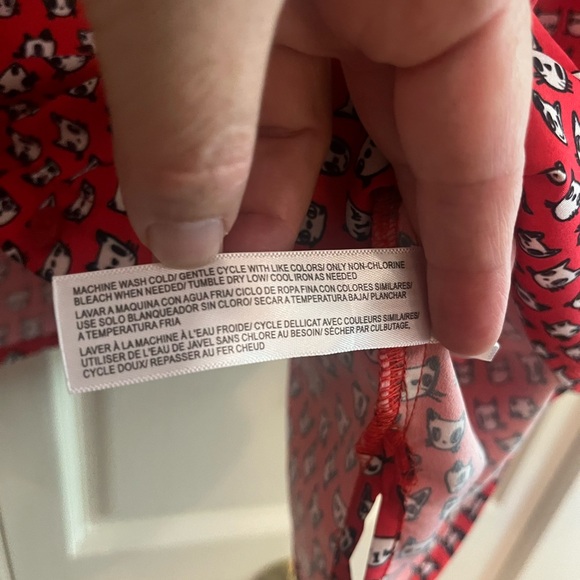 MACHINE WASH COLD/ GENTLE CYCLE WITH LIKE COLORS/ ONLY NON-CHLORINE
BLEACH WHEN NEEDED/ TUMBLE DRY LOW/ COOL IRON AS NEEDED
LAVAR A MAQUINA CON AGUA FRIA/ CICLO DE ROPA FINA CON COLORES SIMILARES/
USE SOLO BLANQUEADOR SIN CLORO/ SECAR A TEMPERATURA BAJA/ PLANCHAR
A TEMPERATURA FRIA
LAVER À LA MACHINE À L'EAU FROIDE/ CYCLE DELLICAT AVEC COULEURS SIMILAIRES/
UTILISER DE L'EAU DE JAVEL SANS CHLORE AU BESOIN/ SÉCHER PAR CULBUTAGE,
CYCLE DOUX/ REPASSER AU FER CHEUD